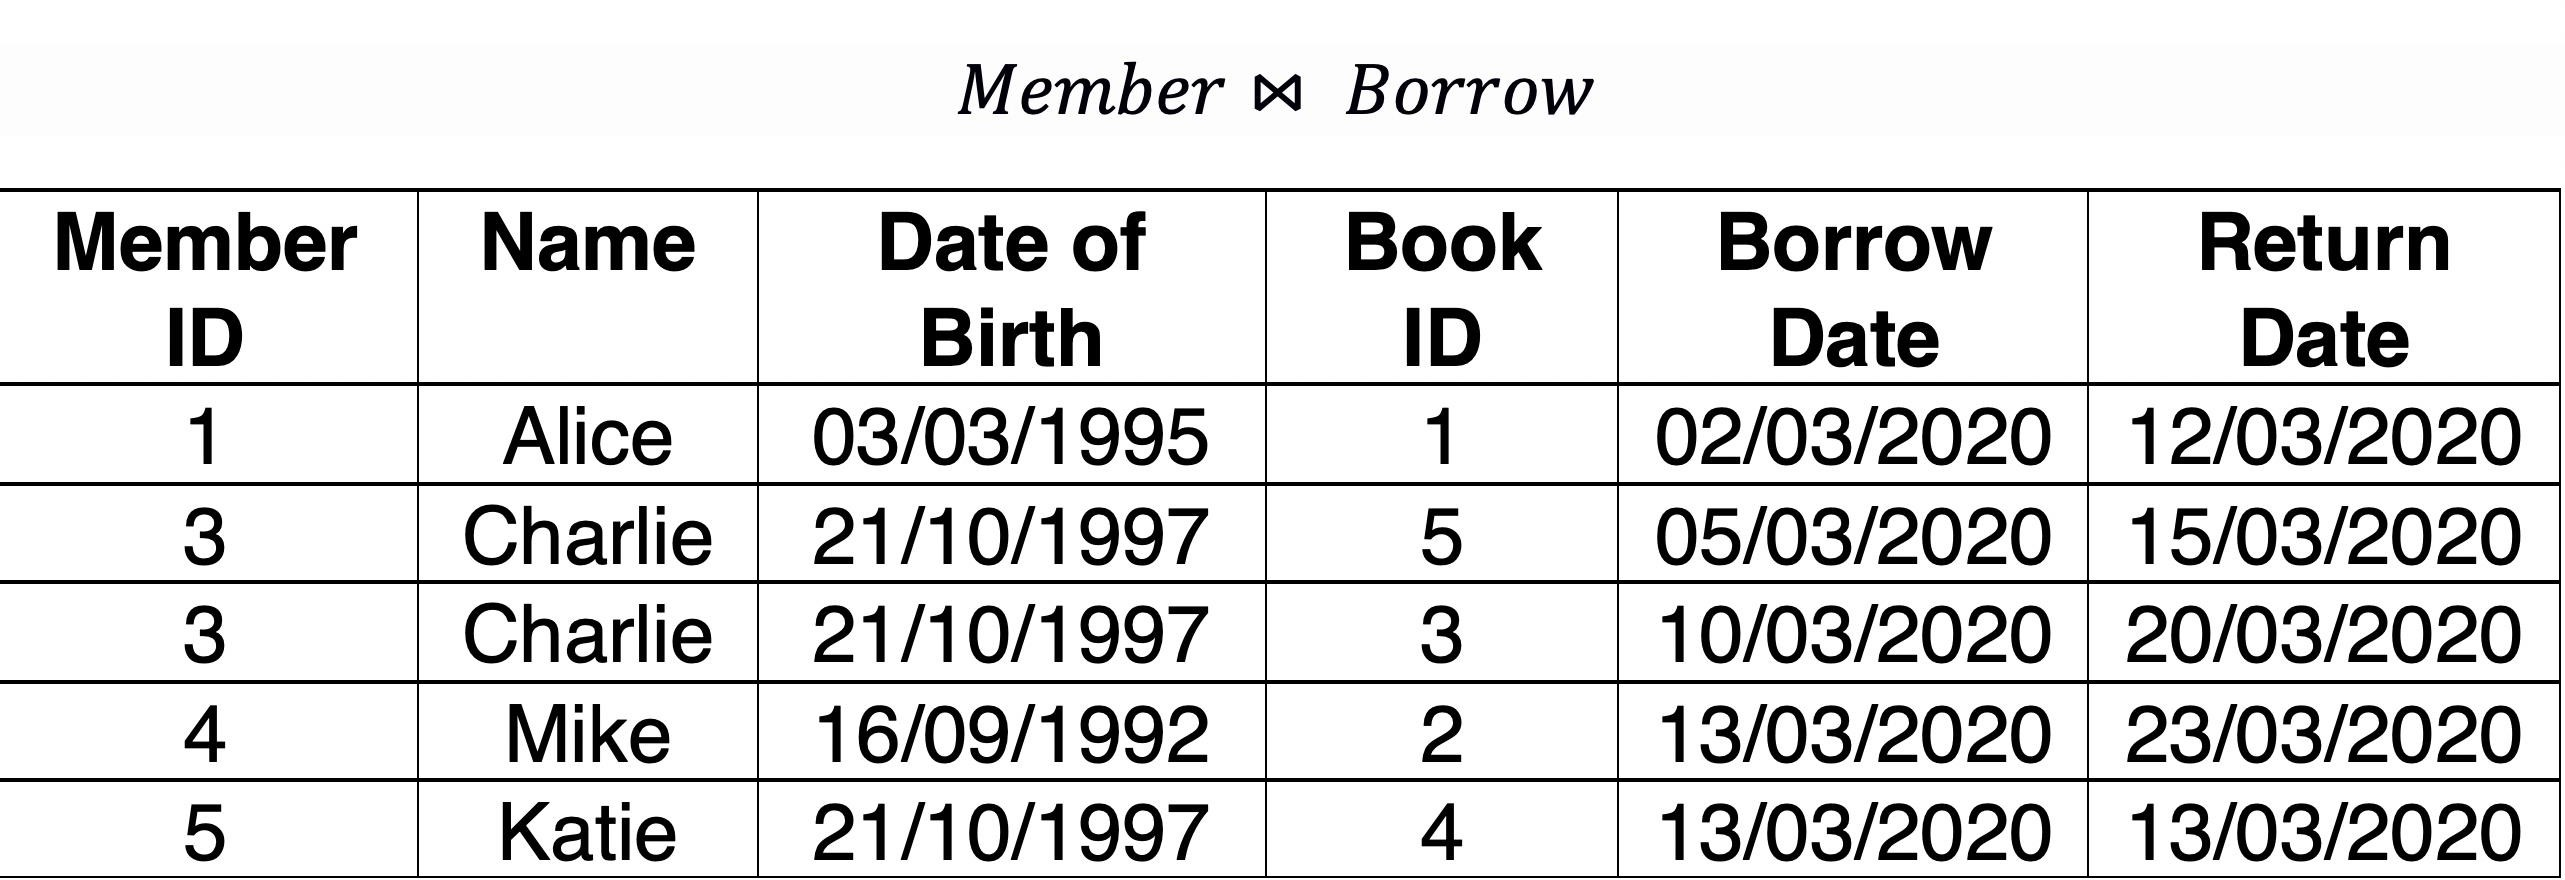 Member ⋈ Borrow
Member ID Name Date of Birth Book ID Borrow Date Return Date
1 Alice 03/03/1995 1 02/03/2020 12/03/2020
3 Charlie 21/10/1997 5 05/03/2020 15/03/2020
3 Charlie 21/10/1997 3 10/03/2020 20/03/2020
4 Mike 16/09/1992 2 13/03/2020 23/03/2020
5 Katie 21/10/1997 4 13/03/2020 13/03/2020